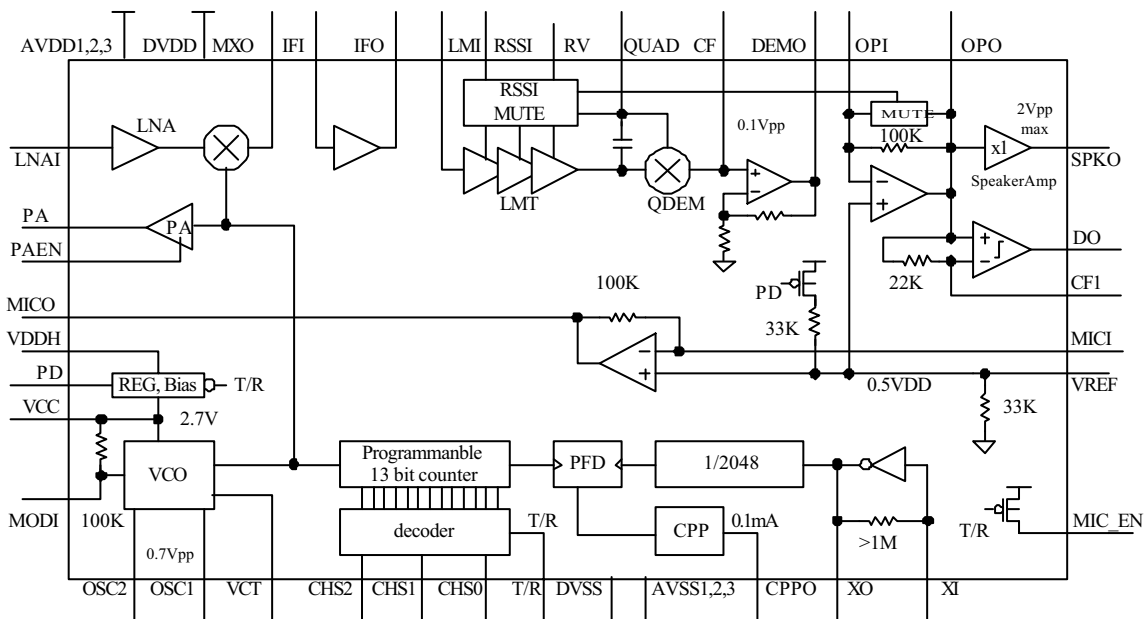 AVDD1,2,3 DVDD MXO IFI IFO LMI RSSI RV QUAD CF DEMO OPI OPO
RSSI
MUTE
MUTE
LNA
0.1Vpp
2Vpp
max
100K
x1
LNAI
SPKO
LMT
QDEM
SpeakerAmp
PA
PA
PAEN
DO
22K
CF1
PD
100K
MICO
33K
VDDH
MICI
PD
REG, Bias
T/R
0.5VDD
VREF
VCC
2.7V
33K
VCO
Programmanble
13 bit counter
PFD
1/2048
MODI
100K
decoder
T/R
CPP
0.1mA
>1M
T/R
MIC_EN
0.7Vpp
OSC2 OSC1 VCT CHS2 CHS1 CHS0 T/R DVSS AVSS1,2,3 CPPO XO XI